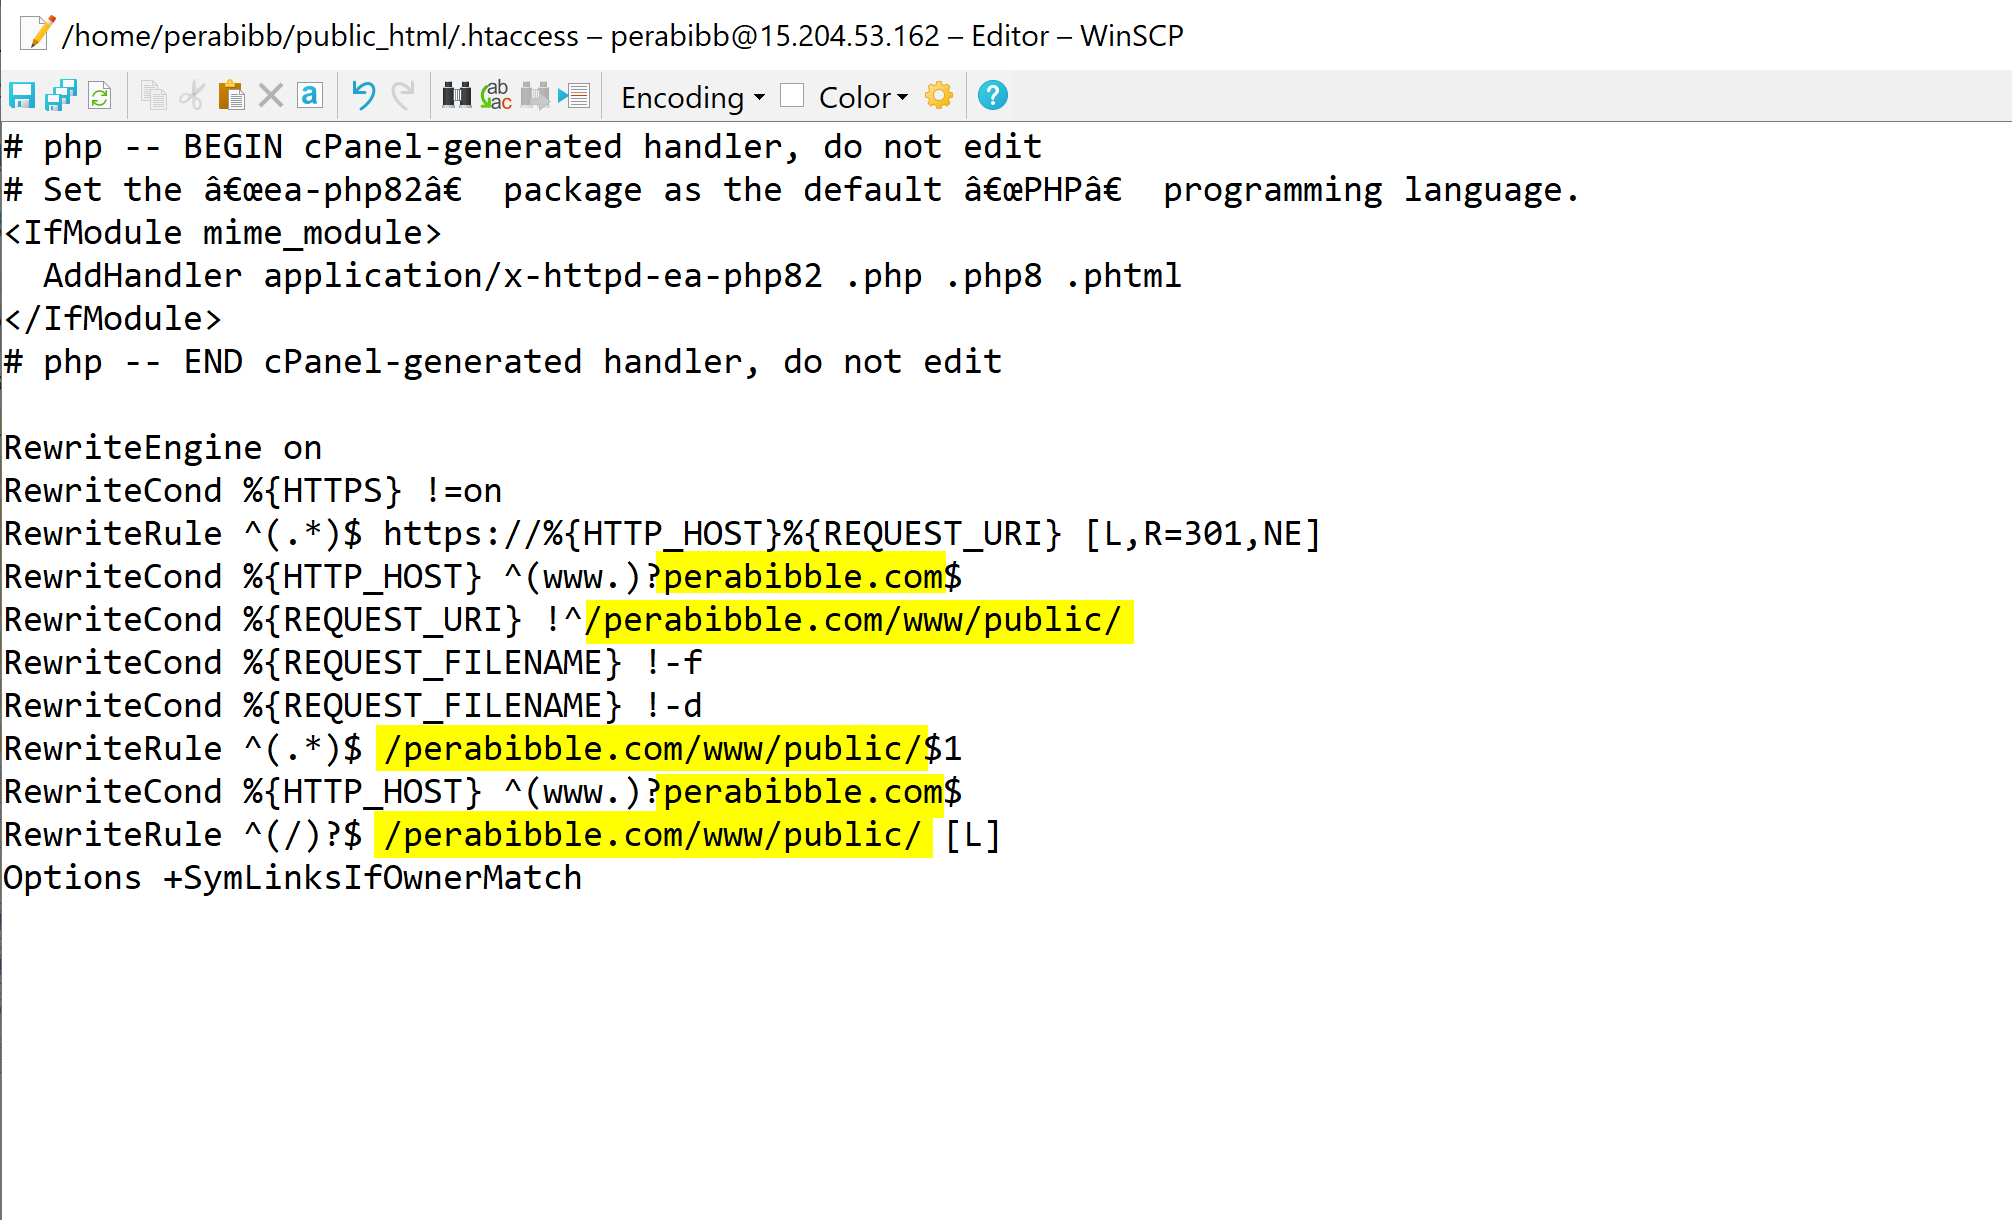 /home/perabibb/public_html/.htaccess – perabibb@15.204.53.162 – Editor – WinSCP
a ab ac Encoding Color ?
# php -- BEGIN cPanel-generated handler, do not edit
# Set the â€œea-php82â€  package as the default â€œPHPâ€  programming language.
<IfModule mime_module>
  AddHandler application/x-httpd-ea-php82 .php .php8 .phtml
</IfModule>
# php -- END cPanel-generated handler, do not edit
RewriteEngine on
RewriteCond %{HTTPS} !=on
RewriteRule ^(.*)$ https://%{HTTP_HOST}%{REQUEST_URI} [L,R=301,NE]
RewriteCond %{HTTP_HOST} ^(www.)?perabibble.com$
RewriteCond %{REQUEST_URI} !^/perabibble.com/www/public/
RewriteCond %{REQUEST_FILENAME} !-f
RewriteCond %{REQUEST_FILENAME} !-d
RewriteRule ^(.*)$ /perabibble.com/www/public/$1
RewriteCond %{HTTP_HOST} ^(www.)?perabibble.com$
RewriteRule ^(/)?$ /perabibble.com/www/public/ [L]
Options +SymLinksIfOwnerMatch